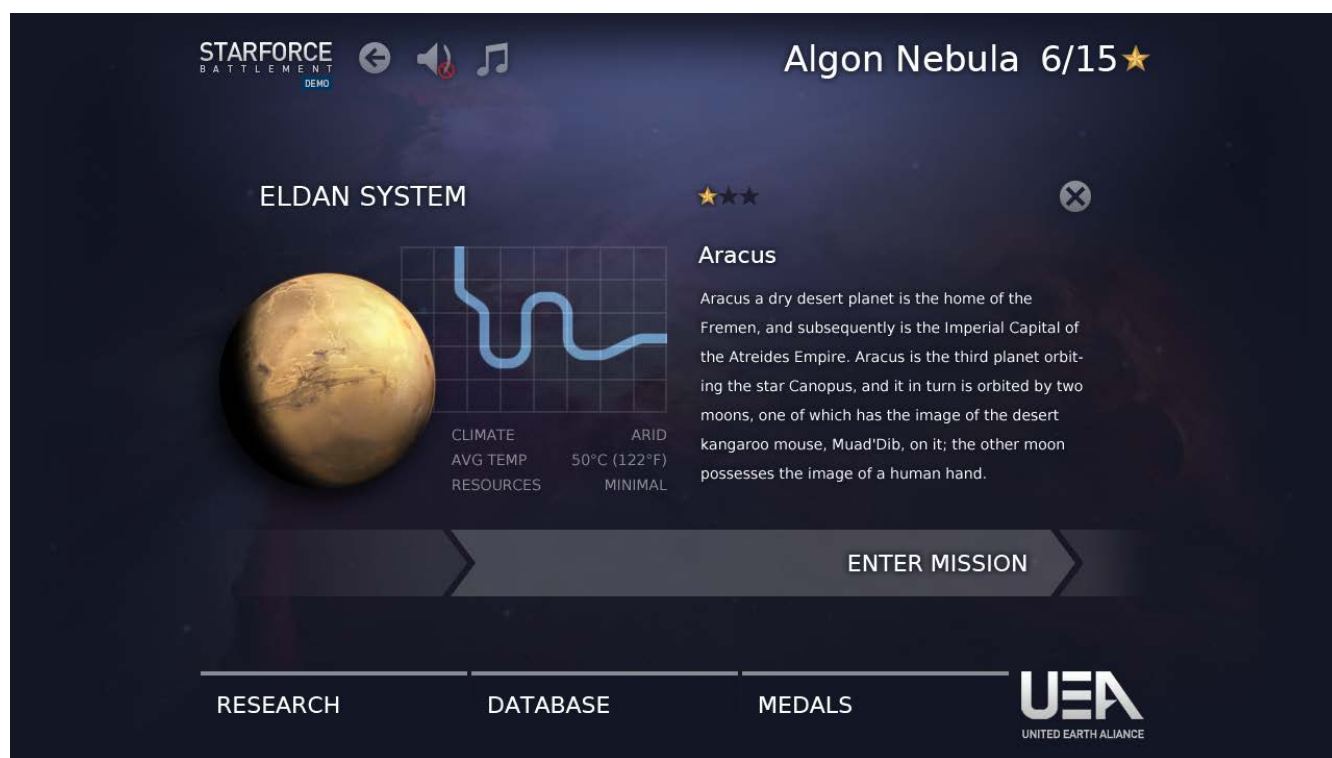 STARFORCE
BATTLEMENT
DEMO
Algon Nebula 6/15
ELDAN SYSTEM
Aracus
Aracus a dry desert planet is the home of the
Fremen, and subsequently is the Imperial Capital of
the Atreides Empire. Aracus is the third planet orbit-
ing the star Canopus, and it in turn is orbited by two
moons, one of which has the image of the desert
kangaroo mouse, Muad'Dib, on it; the other moon
possesses the image of a human hand.
CLIMATE ARID
AVG TEMP 50°C (122°F)
RESOURCES MINIMAL
ENTER MISSION
RESEARCH
DATABASE
MEDALS
UEA
UNITED EARTH ALIANCE